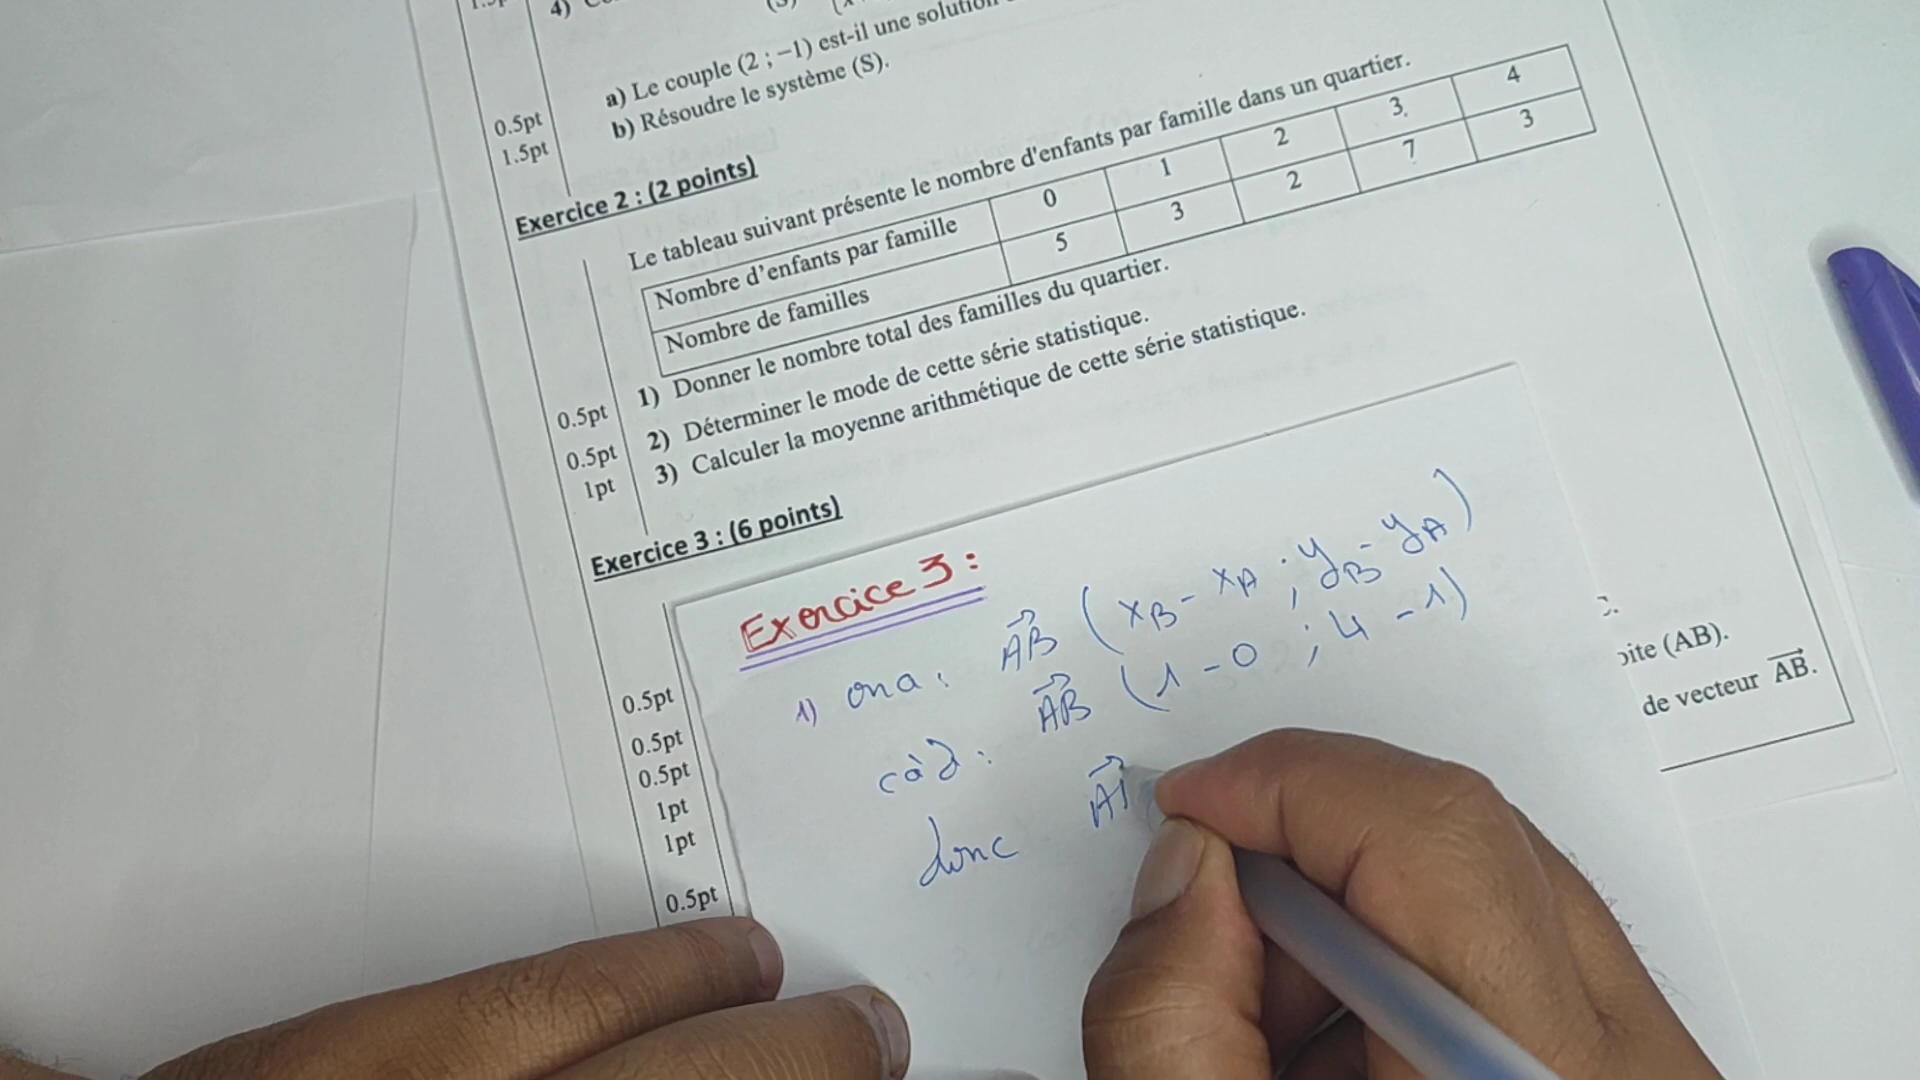 4)
a) Le couple (2 ; −1) est-il une solution
b) Résoudre le système (S).
0.5pt
1.5pt
Exercice 2 : (2 points)
Le tableau suivant présente le nombre d'enfants par famille dans un quartier.
Nombre d'enfants par famille 0 1 2 3 4
Nombre de familles 5 3 2 7 3
1) Donner le nombre total des familles du quartier.
2) Déterminer le mode de cette série statistique.
3) Calculer la moyenne arithmétique de cette série statistique.
0.5pt
0.5pt
1pt
Exercice 3 : (6 points)
Exercice 3 :
1) on a : AB (xB - xA ; yB - yA)
càd : AB (1 - 0 ; 4 - 1)
donc
0.5pt
0.5pt
0.5pt
1pt
1pt
0.5pt
(AB).
de vecteur AB.